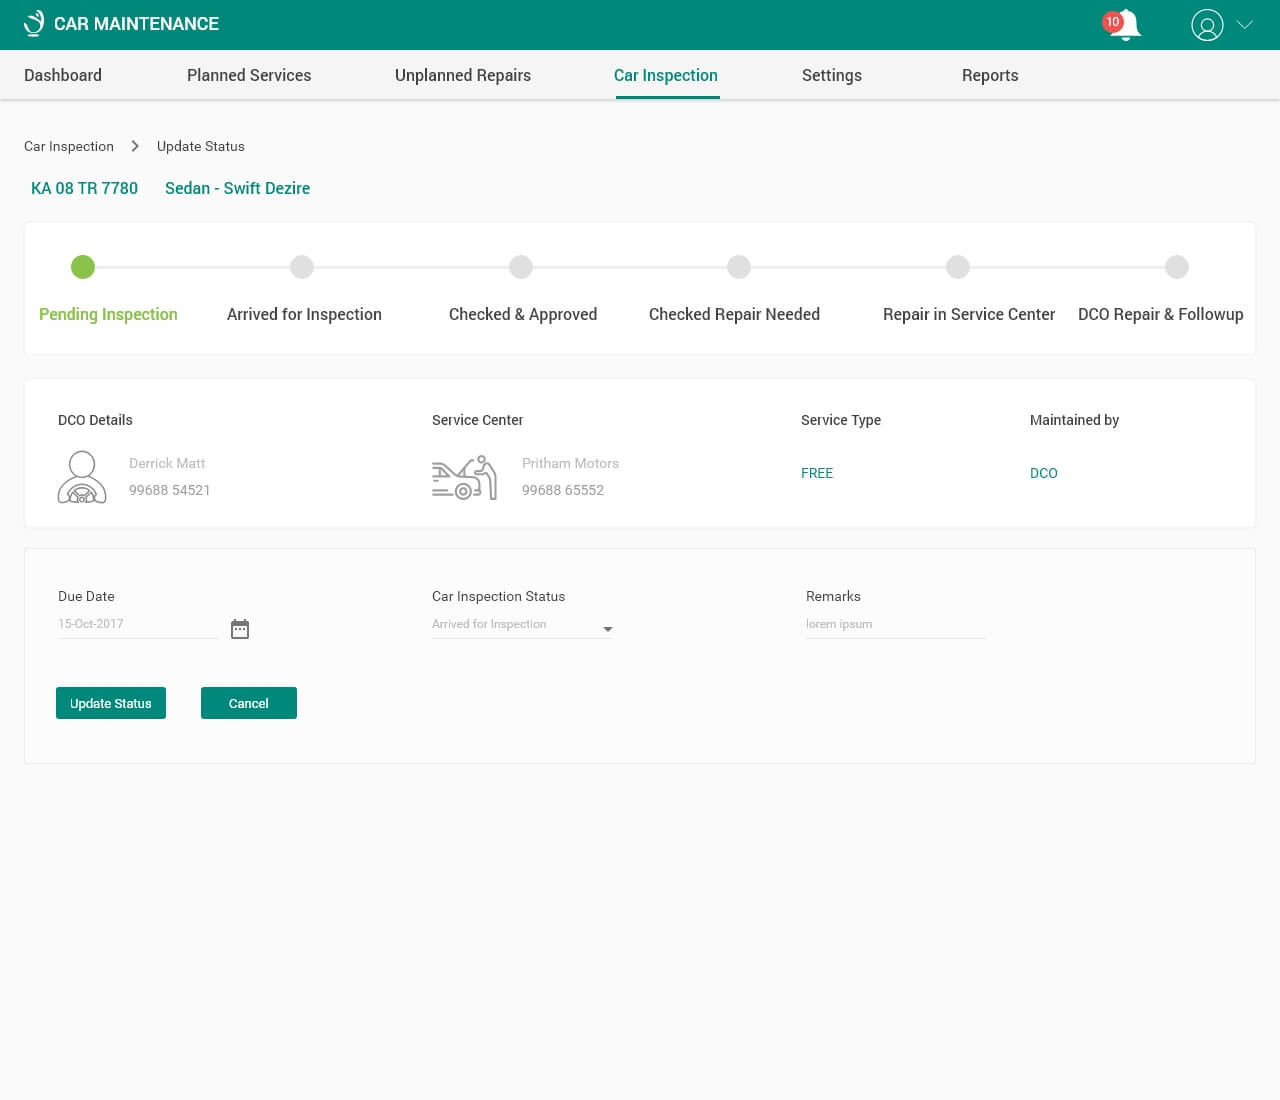 CAR MAINTENANCE
10
Dashboard Planned Services Unplanned Repairs Car Inspection Settings Reports
Car Inspection Update Status
KA 08 TR 7780 Sedan - Swift Dezire
Pending Inspection Arrived for Inspection Checked & Approved Checked Repair Needed Repair in Service Center DCO Repair & Followup
DCO Details Service Center Service Type Maintained by
Derrick Matt Pritham Motors
FREE DCO
99688 54521 99688 65552
Due Date Car Inspection Status Remarks
15-Oct-2017 Arrived for Inspection lorem ipsum
Update Status Cancel